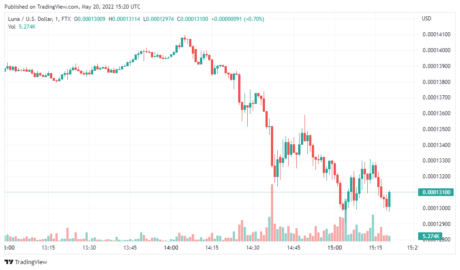 Published on TradingView.com, May 20, 2022 15:20 UTC
Luna / U.S. Dollar, 1, FTX O0.00013009 H0.00013114 L0.00012974 C0.00013100 +0.00000091 (+0.70%)
Vol 5.274K
USD
0.00014100
0.00014000
0.00013900
0.00013800
0.00013700
0.00013600
0.00013500
0.00013400
0.00013300
0.00013200
0.00013100
0.00013000
0.00012900
5.274K
0.00012800
13:15 13:30 13:45 14:00 14:15 14:30 14:45 15:00 15:15
TradingView